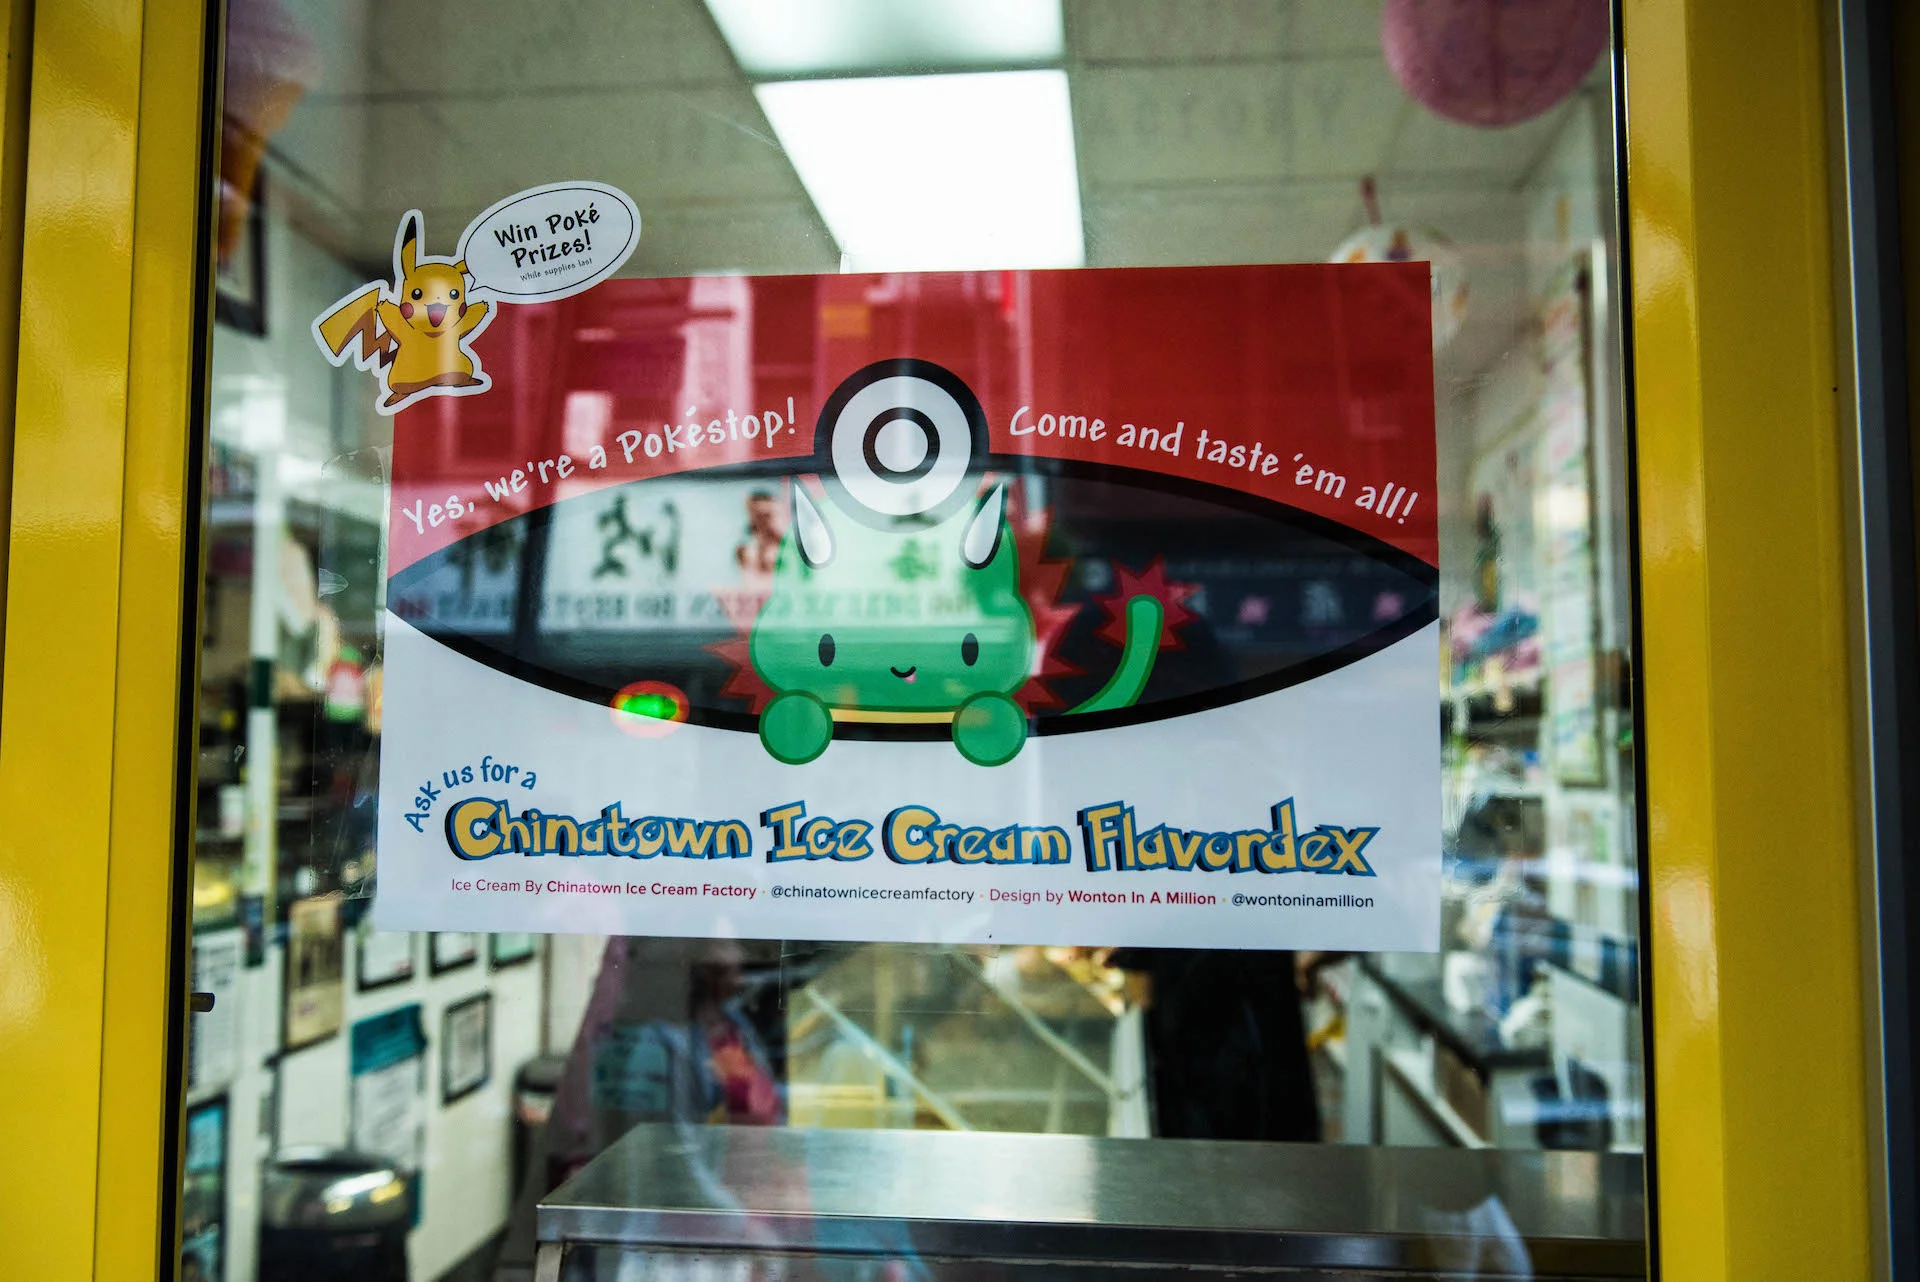 Win Poké
Prizes!
While supplies last
Yes, we're a Pokéstop!
Come and taste 'em all!
Ask us for a
Chinatown Ice Cream Flavordex
Ice Cream By Chinatown Ice Cream Factory · @chinatownicecreamfactory · Design by Wonton In A Million · @wontoninamillion